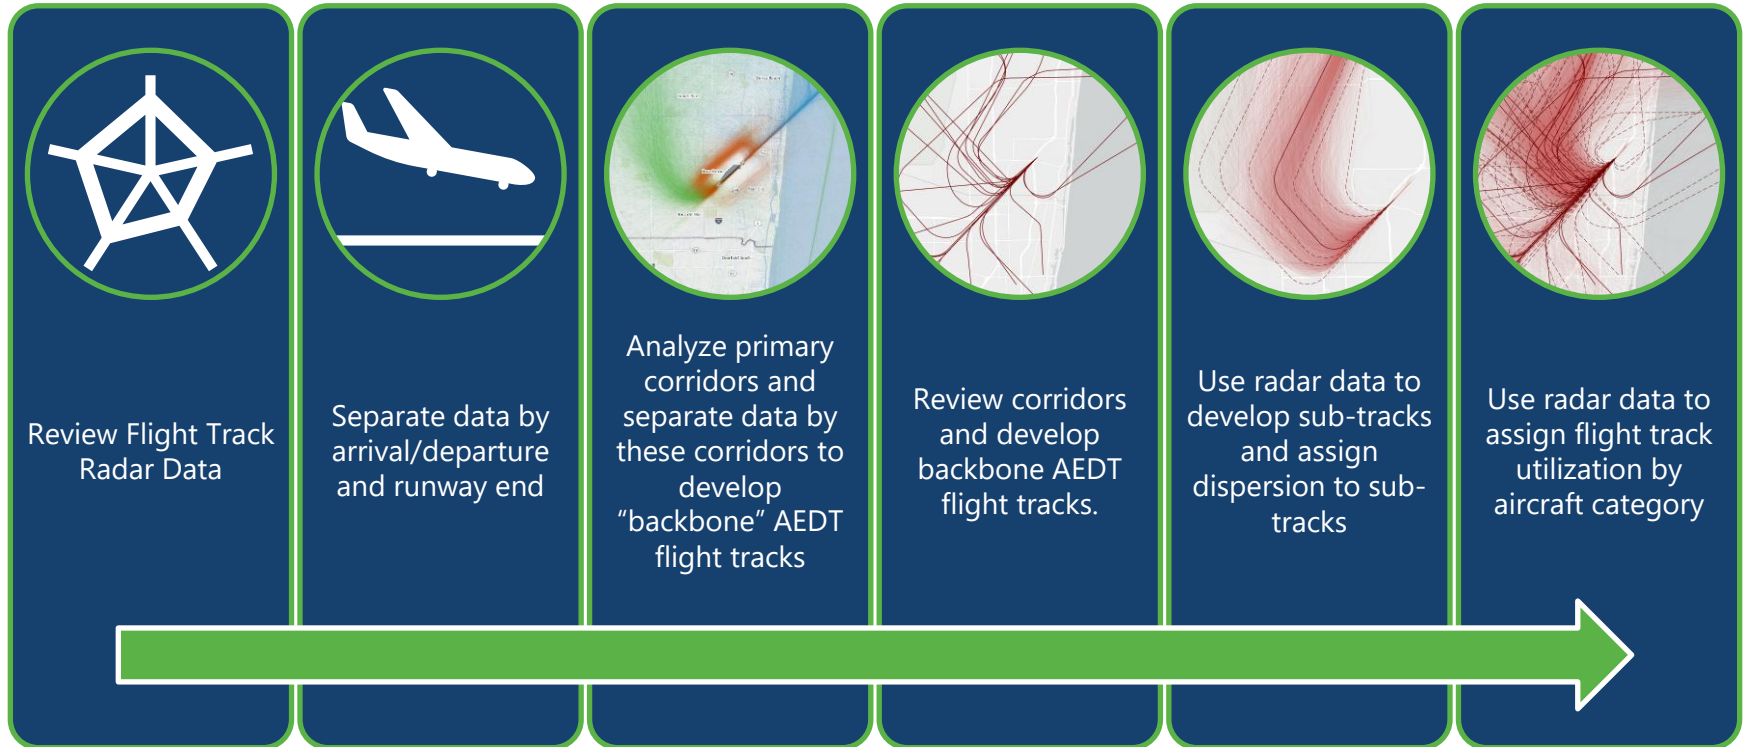 Review Flight Track
Radar Data
Separate data by
arrival/departure
and runway end
Analyze primary
corridors and
separate data by
these corridors to
develop
“backbone” AEDT
flight tracks
Review corridors
and develop
backbone AEDT
flight tracks.
Use radar data to
develop sub-tracks
and assign
dispersion to sub-
tracks
Use radar data to
assign flight track
utilization by
aircraft category